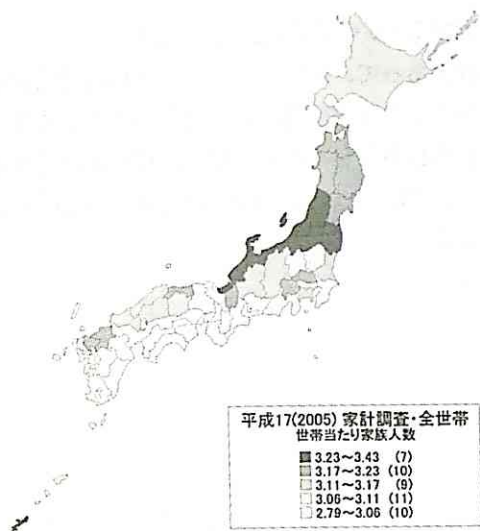 平成17(2005) 家計調査・全世帯
世帯当たり家族人数
3.23～3.43 (7)
3.17～3.23 (10)
3.11～3.17 (9)
3.06～3.11 (11)
2.79～3.06 (10)